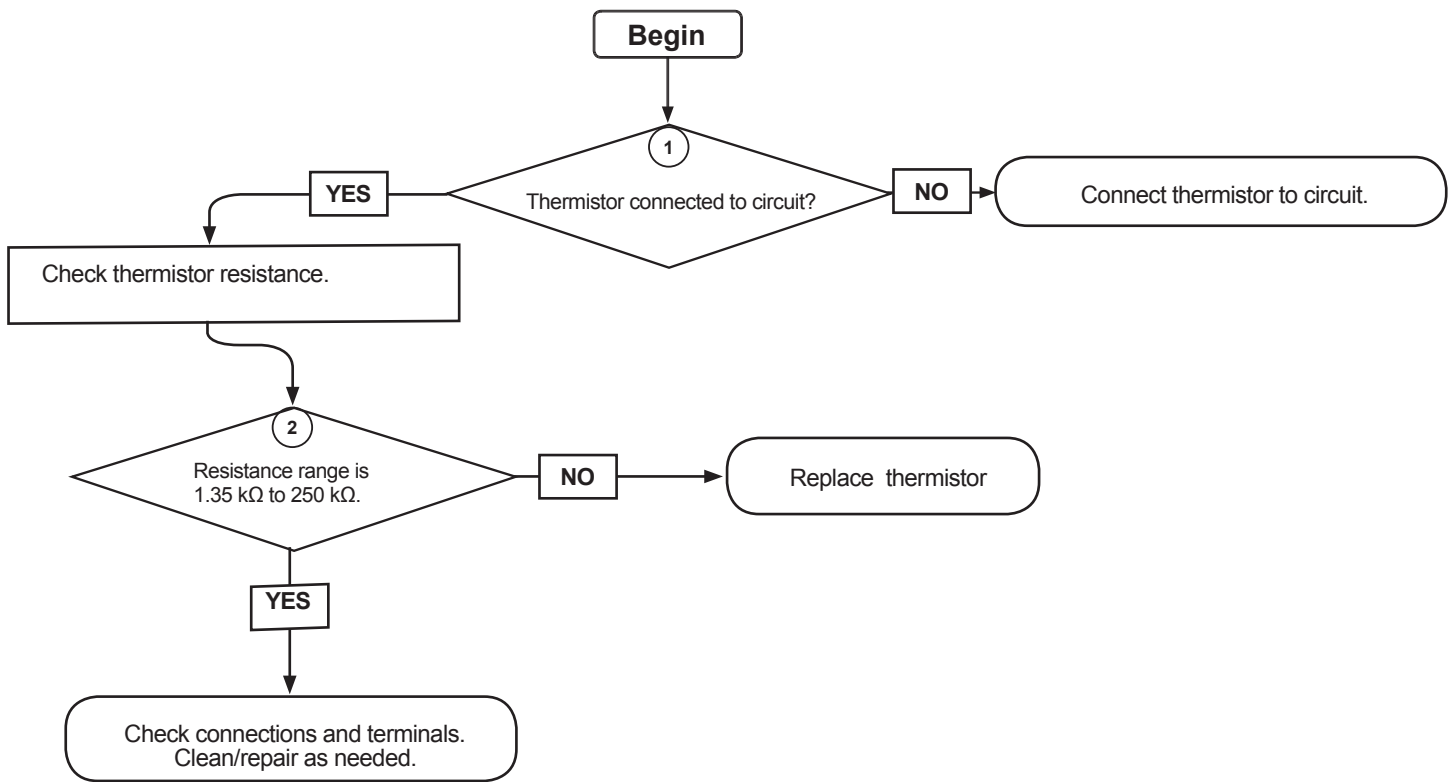 Begin
1
Thermistor connected to circuit?
YES
NO
Connect thermistor to circuit.
Check thermistor resistance.
2
Resistance range is
1.35 kΩ to 250 kΩ.
NO
Replace thermistor
YES
Check connections and terminals.
Clean/repair as needed.